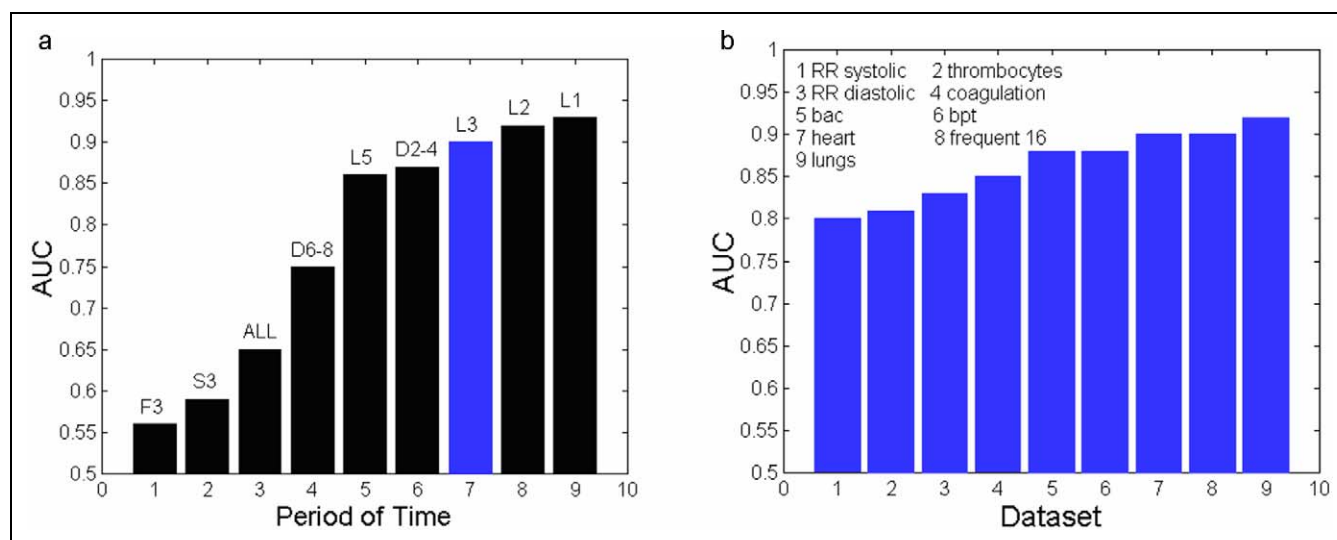 a
1
0.95
0.9
0.85
0.8
0.75
0.7
0.65
0.6
0.55
0.5
AUC
F3
S3
ALL
D6-8
L5
D2-4
L3
L2
L1
0 1 2 3 4 5 6 7 8 9 10
Period of Time
b
1
0.95
0.9
0.85
0.8
0.75
0.7
0.65
0.6
0.55
0.5
AUC
1 RR systolic 2 thrombocytes
3 RR diastolic 4 coagulation
5 bac 6 bpt
7 heart 8 frequent 16
9 lungs
0 1 2 3 4 5 6 7 8 9 10
Dataset